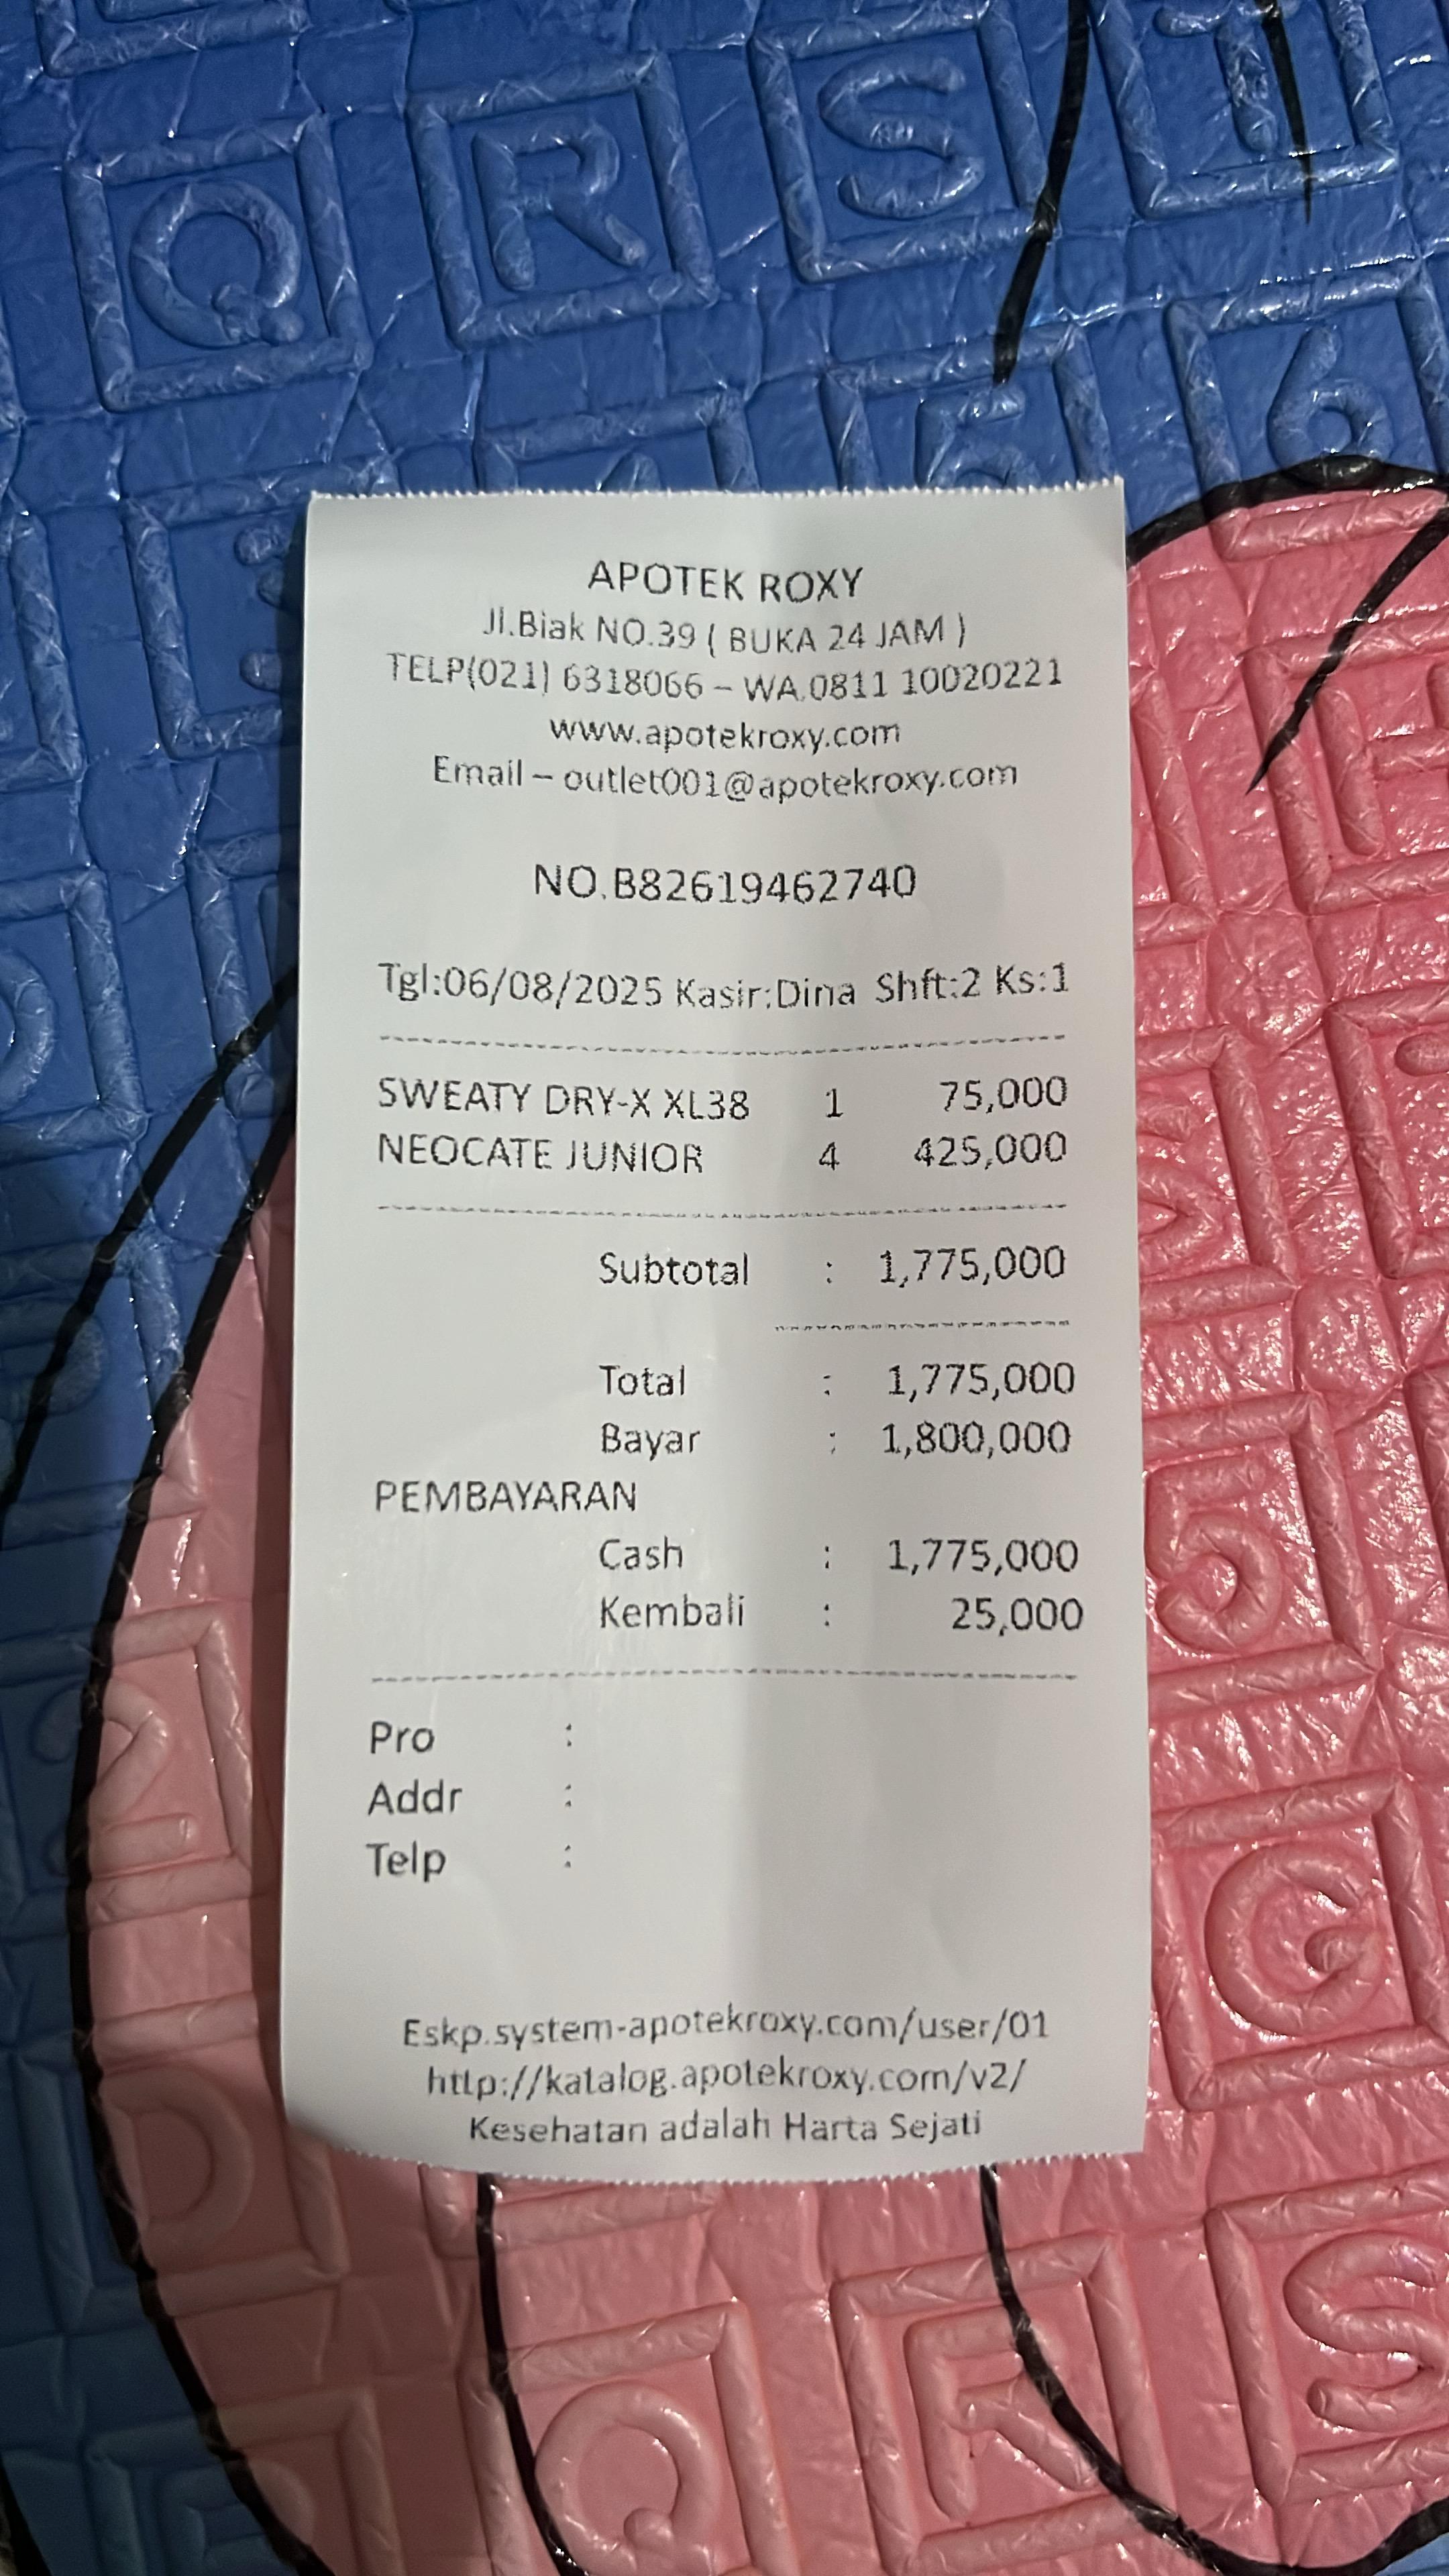 Q R S T
5 6
APOTEK ROXY
Jl.Biak NO.39 ( BUKA 24 JAM )
TELP(021) 6318066 – WA.0811 10020221
www.apotekroxy.com
Email – outlet001@apotekroxy.com
NO.B82619462740
Tgl:06/08/2025 Kasir:Dina Shft:2 Ks:1
SWEATY DRY-X XL38 1 75,000
NEOCATE JUNIOR 4 425,000
Subtotal : 1,775,000
Total : 1,775,000
Bayar : 1,800,000
PEMBAYARAN
Cash : 1,775,000
Kembali : 25,000
Pro :
Addr :
Telp :
Eskp.system-apotekroxy.com/user/01
http://katalog.apotekroxy.com/v2/
Kesehatan adalah Harta Sejati
5
Q R S